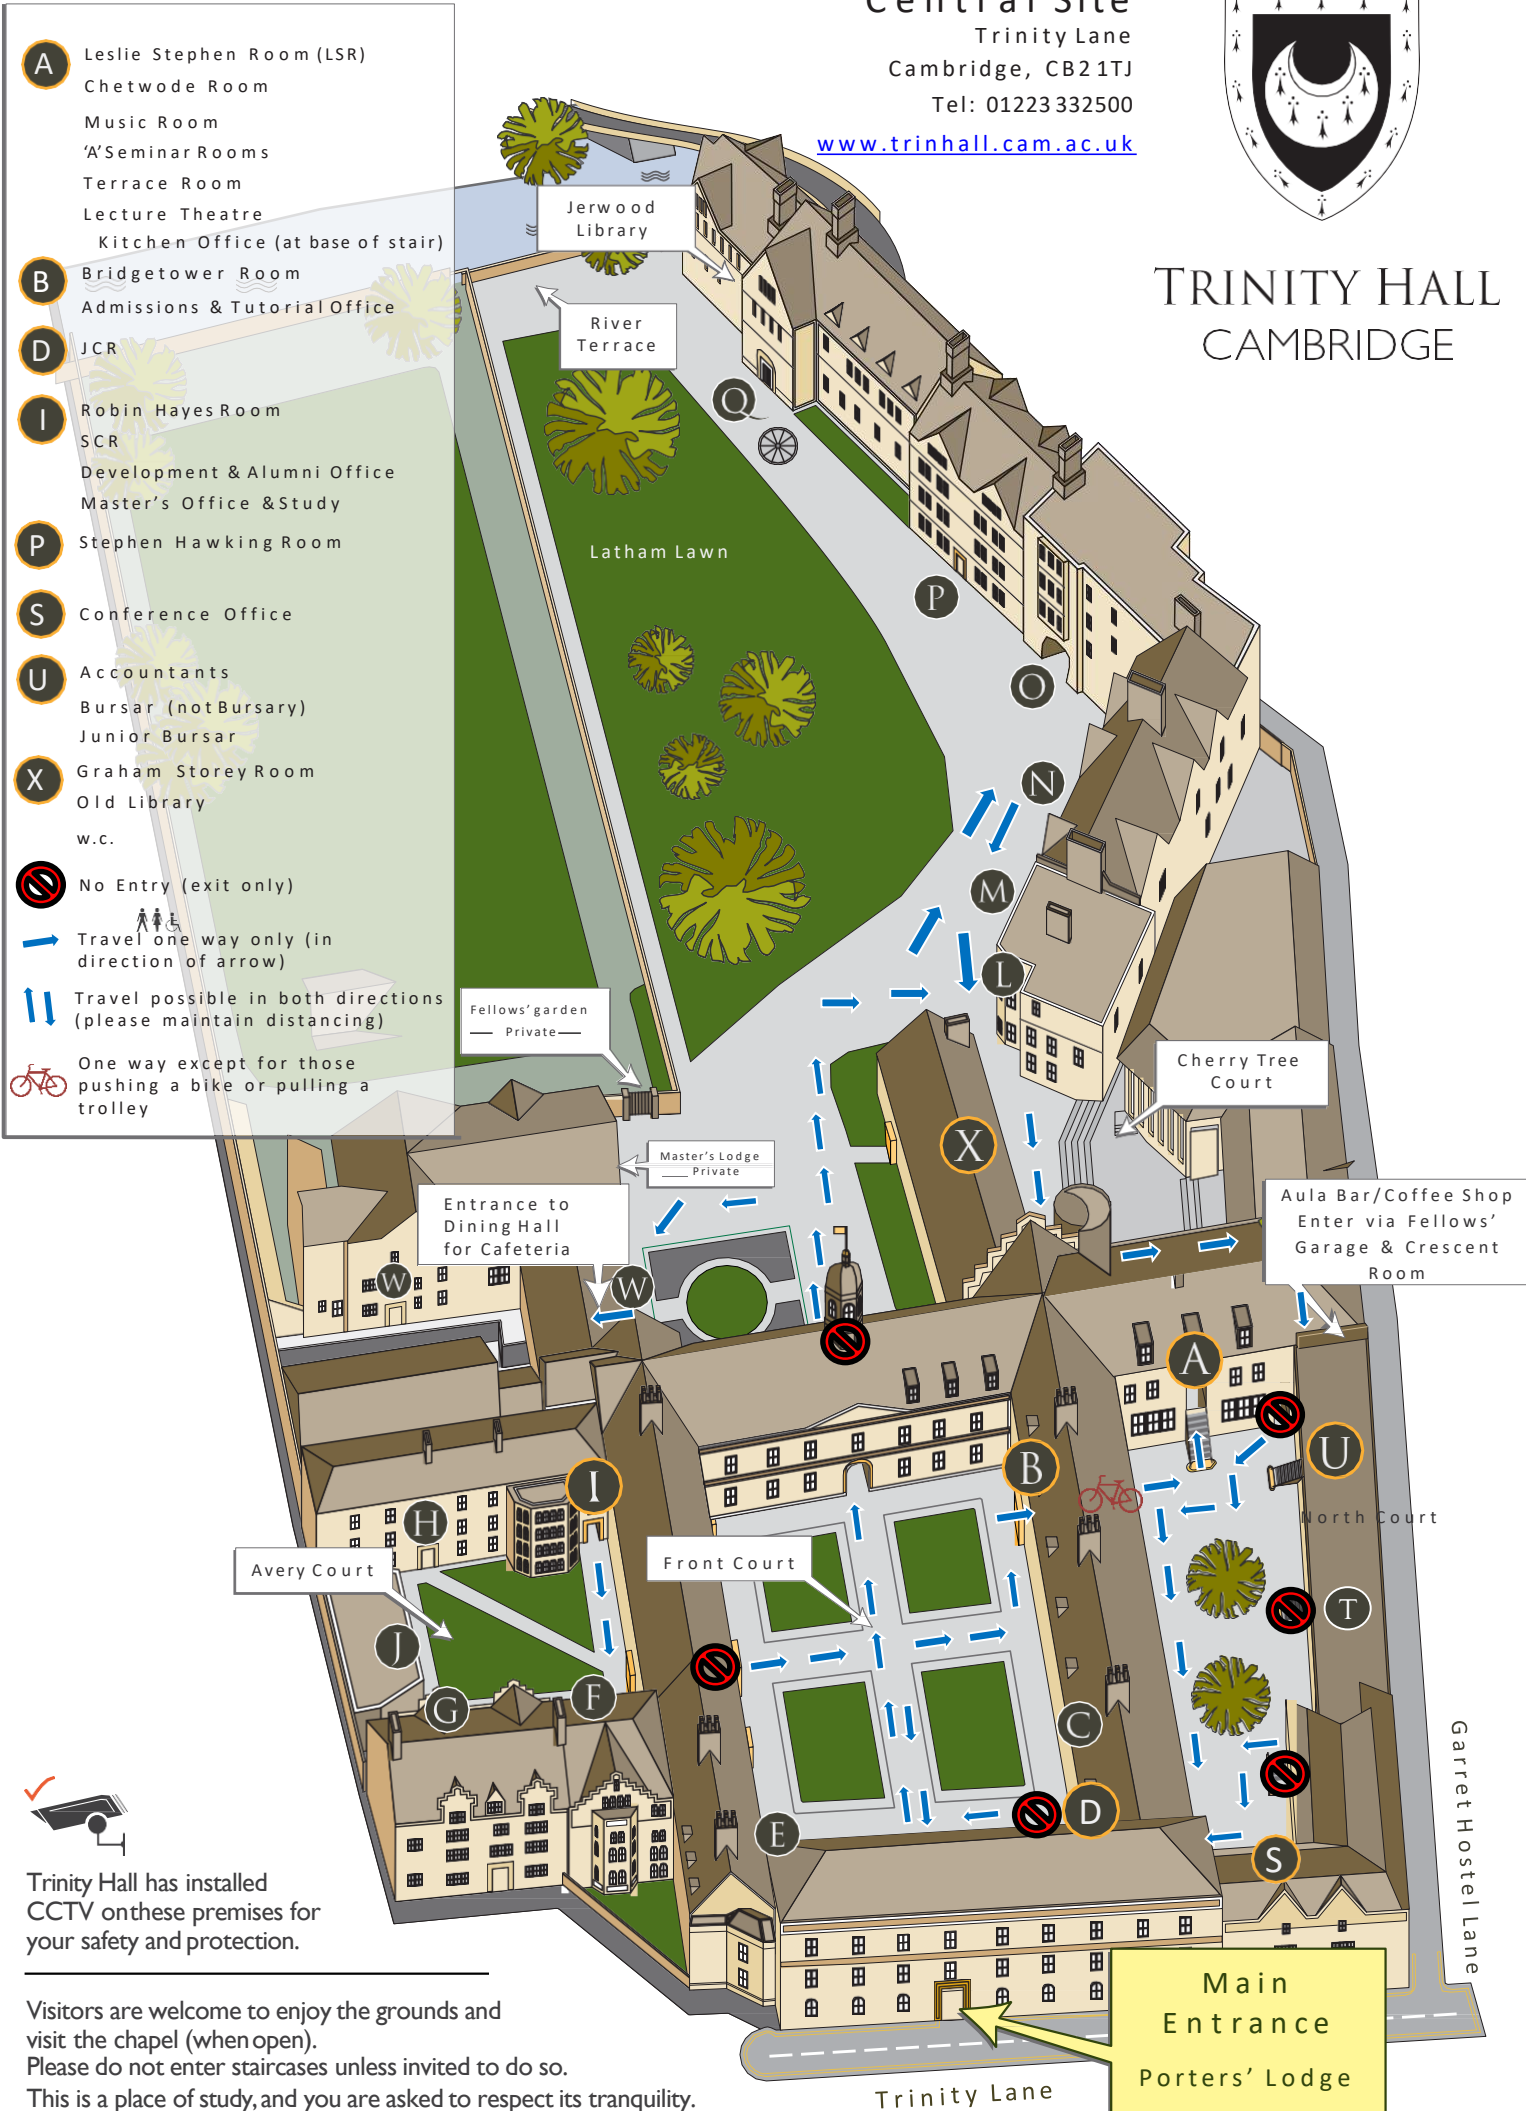 Central Site
Trinity Lane
Cambridge, CB2 1TJ
Tel: 01223 332500
www.trinhall.cam.ac.uk
TRINITY HALL
CAMBRIDGE
A Leslie Stephen Room (LSR)
Chetwode Room
Music Room
‘A’ Seminar Rooms
Terrace Room
Lecture Theatre
Kitchen Office (at base of stair)
B Bridgetower Room
Admissions & Tutorial Office
D JCR
I Robin Hayes Room
SCR
Development & Alumni Office
Master’s Office & Study
P Stephen Hawking Room
S Conference Office
U Accountants
Bursar (not Bursary)
Junior Bursar
X Graham Storey Room
Old Library
w.c.
No Entry (exit only)
Travel one way only (in
direction of arrow)
Travel possible in both directions
(please maintain distancing)
One way except for those
pushing a bike or pulling a
trolley
Jerwood
Library
River
Terrace
Q
Latham Lawn
P
O
N
M
L
Fellows’ garden
Private
Cherry Tree
Court
X
Master’s Lodge
Private
Entrance to
Dining Hall
for Cafeteria
Aula Bar/Coffee Shop
Enter via Fellows’
Garage & Crescent
Room
W
W
A
U
B
I
H
North Court
Avery Court
Front Court
T
J
G
F
C
E
D
S
Garret Hostel Lane
Trinity Hall has installed
CCTV onthese premises for
your safety and protection.
Visitors are welcome to enjoy the grounds and
visit the chapel (when open).
Please do not enter staircases unless invited to do so.
This is a place of study, and you are asked to respect its tranquility.
Main
Entrance
Porters’ Lodge
Trinity Lane